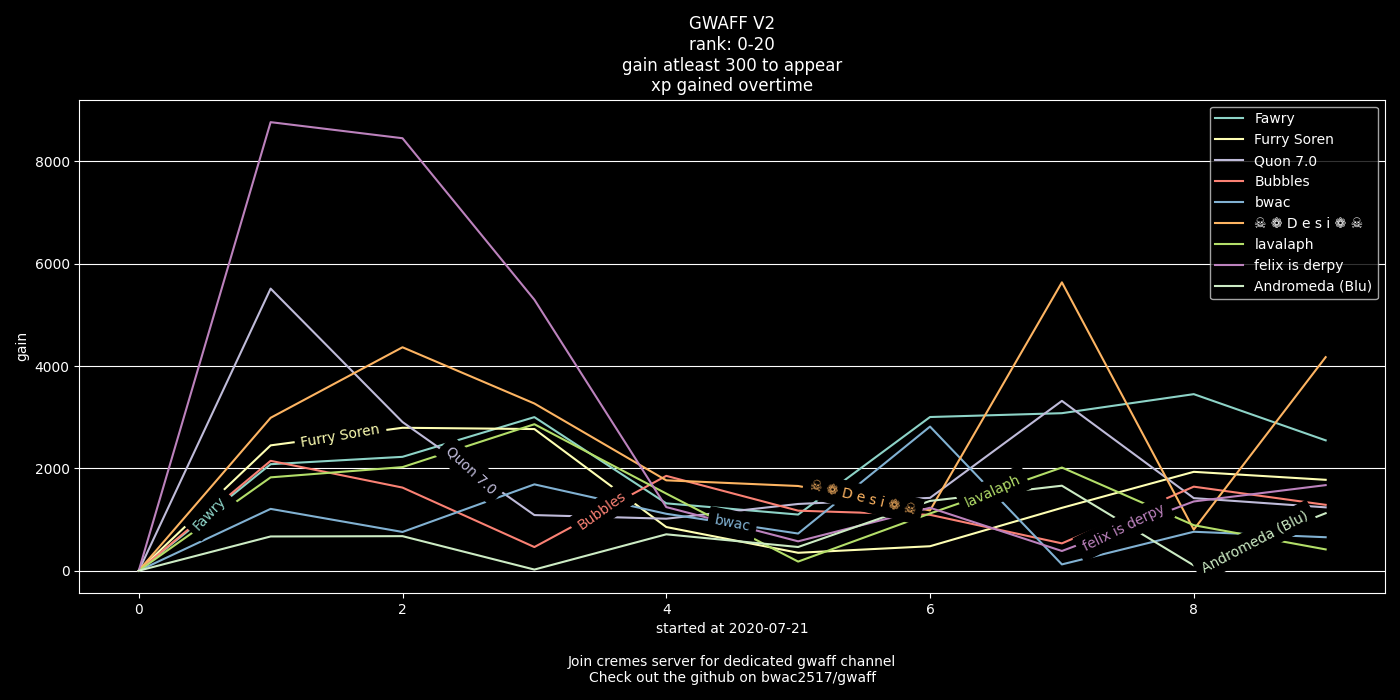 GWAFF V2
rank: 0-20
gain atleast 300 to appear
xp gained overtime
Fawry
Furry Soren
Quon 7.0
Bubbles
bwac
☠ ❁ D e s i ❁ ☠
lavalaph
felix is derpy
Andromeda (Blu)
8000
6000
4000
2000
0
gain
Fawry
Furry Soren
Quon 7.0
Bubbles
bwac
☠ ❁ D e s i ❁ ☠
lavalaph
felix is derpy
Andromeda (Blu)
0 2 4 6 8
started at 2020-07-21
Join cremes server for dedicated gwaff channel
Check out the github on bwac2517/gwaff